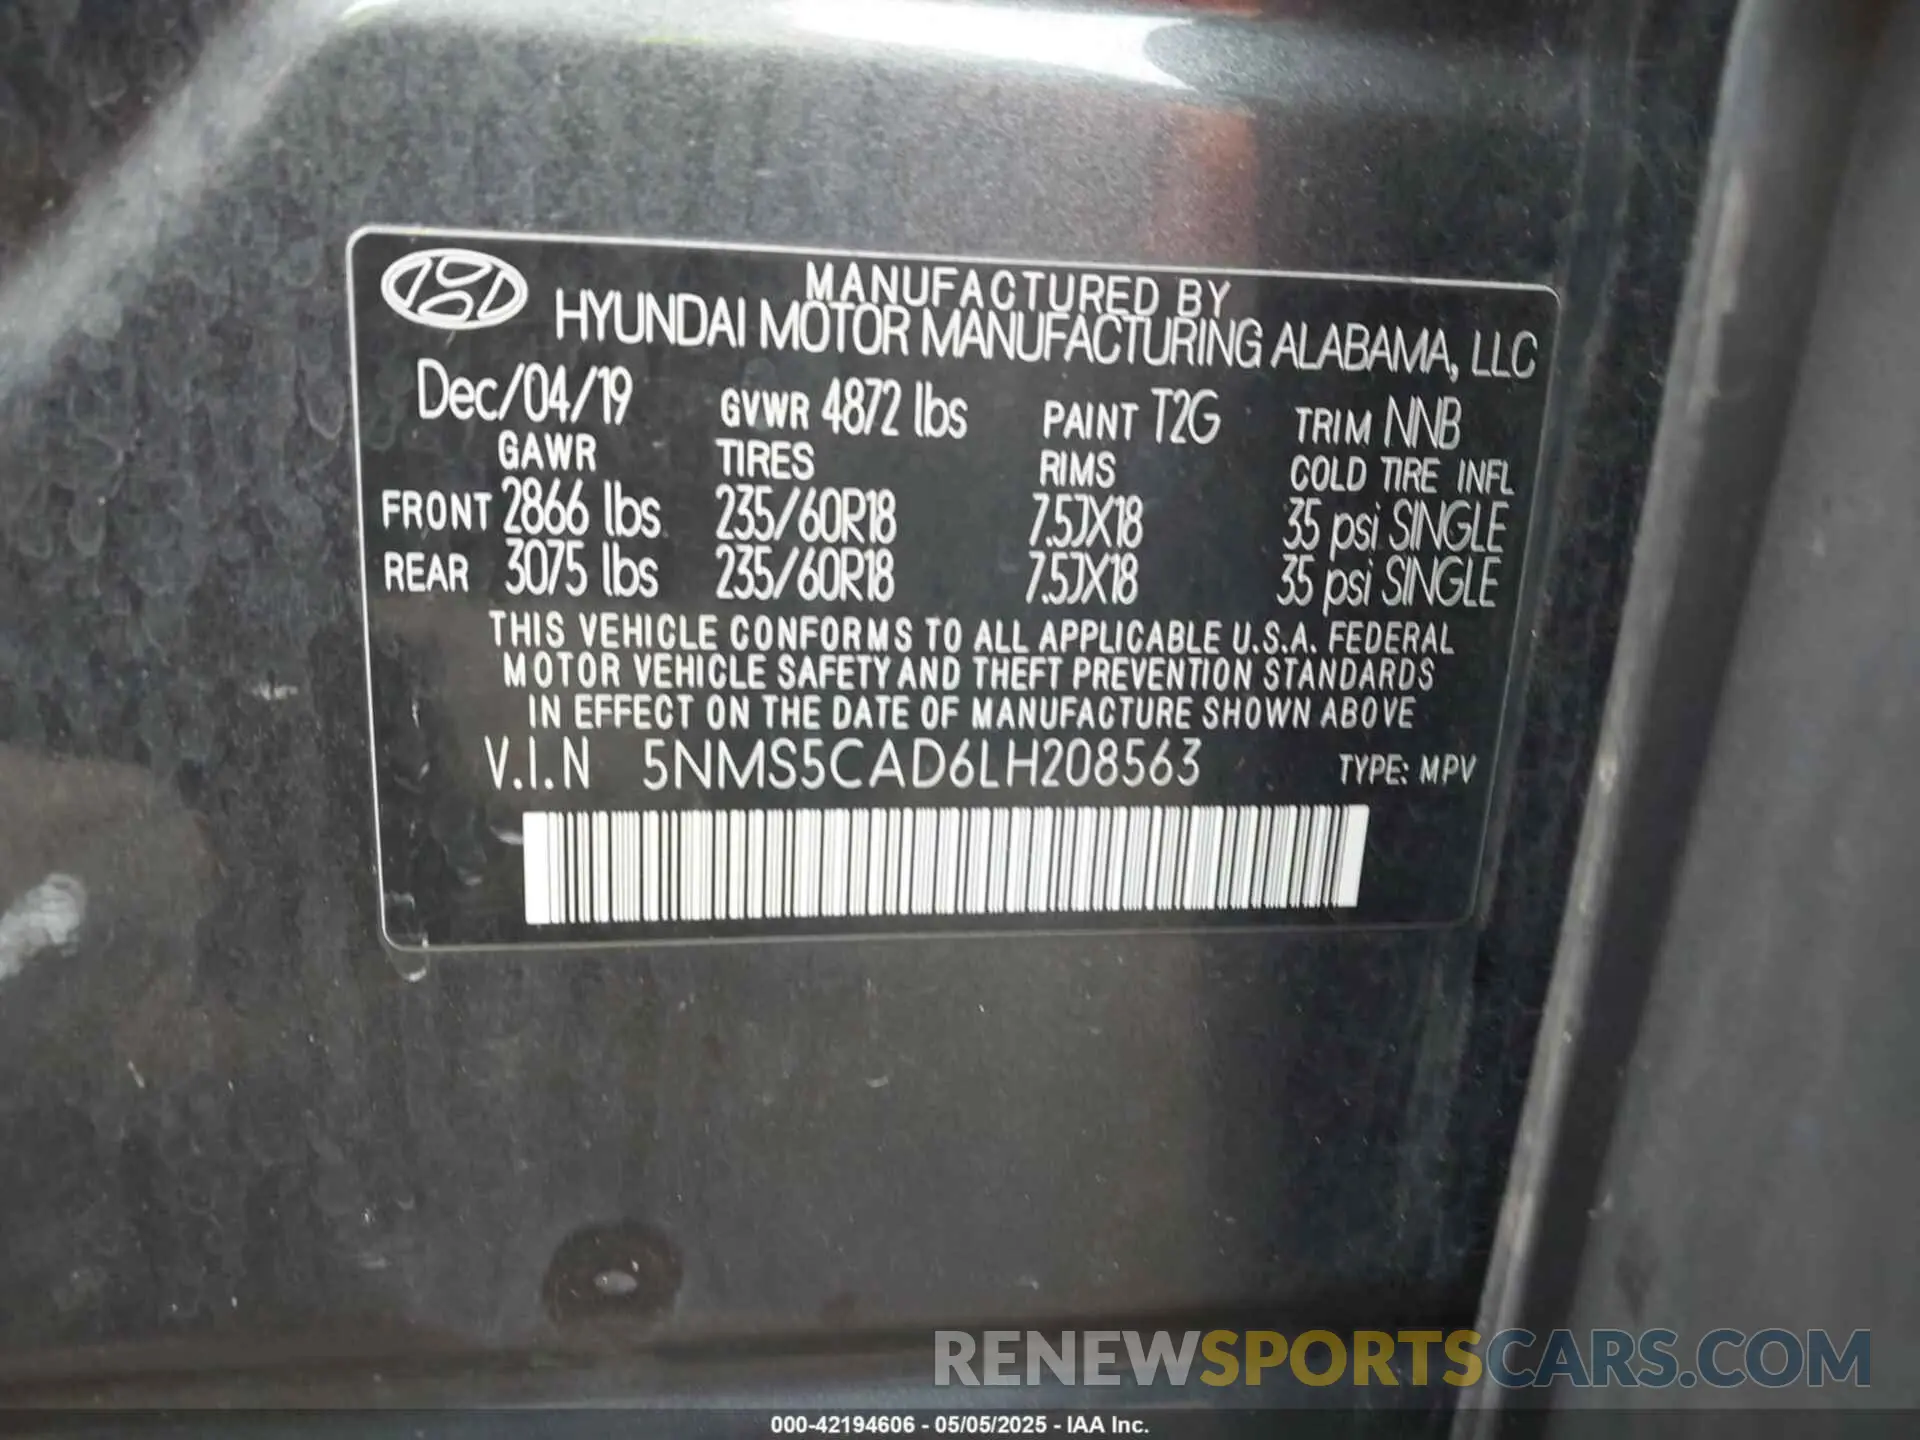 MANUFACTURED BY
HYUNDAI MOTOR MANUFACTURING ALABAMA, LLC
Dec/04/19 GVWR 4872 lbs PAINT T2G TRIM NNB
GAWR TIRES RIMS COLD TIRE INFL
FRONT 2866 lbs 235/60R18 7.5JX18 35 psi SINGLE
REAR 3075 lbs 235/60R18 7.5JX18 35 psi SINGLE
THIS VEHICLE CONFORMS TO ALL APPLICABLE U.S.A. FEDERAL
MOTOR VEHICLE SAFETY AND THEFT PREVENTION STANDARDS
IN EFFECT ON THE DATE OF MANUFACTURE SHOWN ABOVE
V.I.N 5NMS5CAD6LH208563 TYPE: MPV
RENEWSPORTSCARS.COM
000-42194606 - 05/05/2025 - IAA Inc.